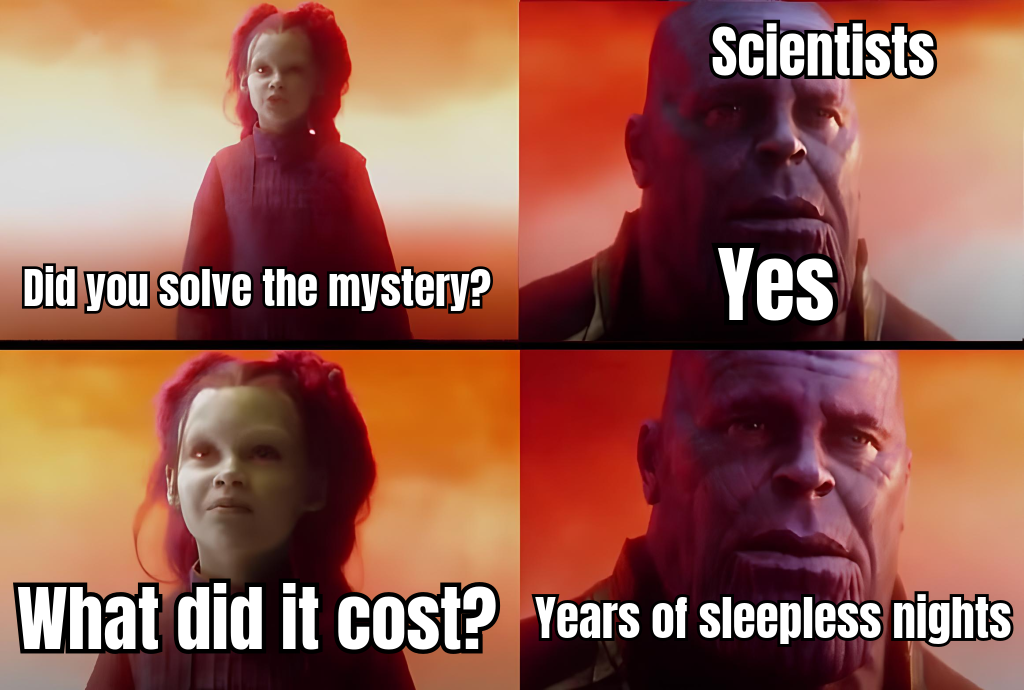 Did you solve the mystery?
Scientists
Yes
What did it cost?
Years of sleepless nights